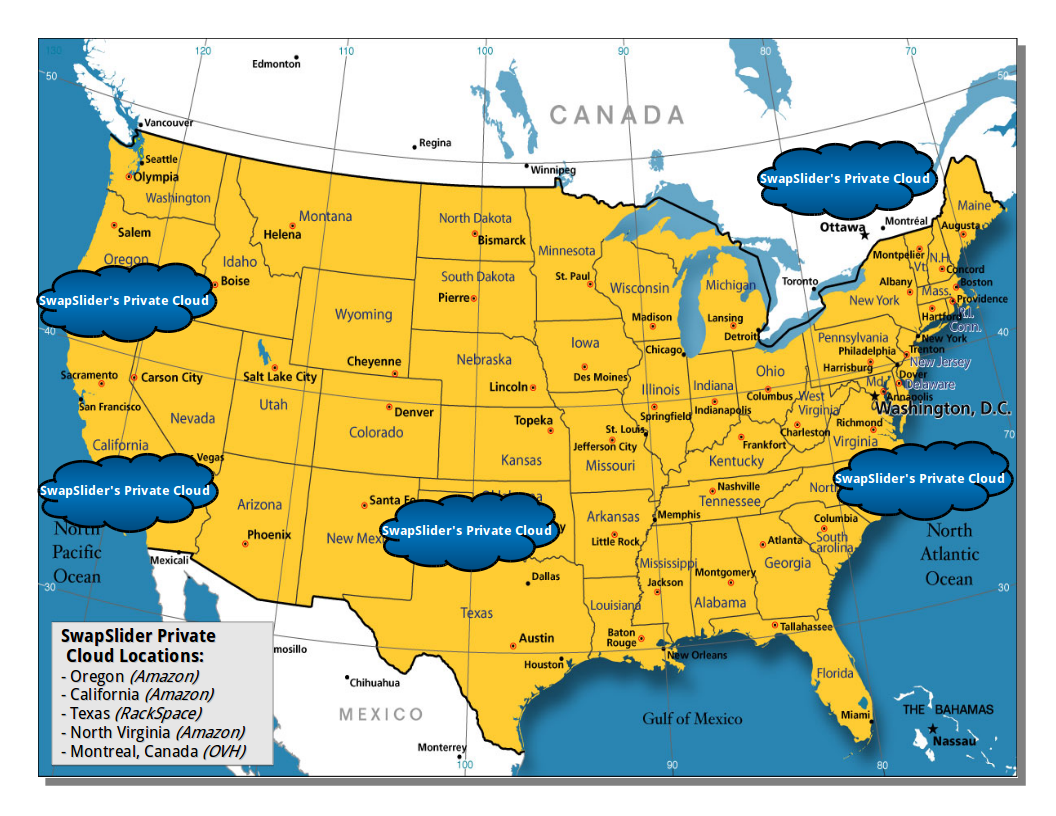 130
120
110
100
90
80
70
50
50
Edmonton
CANADA
Vancouver
Regina
Winnipeg
Seattle
Olympia
Washington
SwapSlider's Private Cloud
Montana
North Dakota
Maine
Salem
Helena
Bismarck
Minnesota
Ottawa
Montréal
Augusta
Oregon
Idaho
Boise
South Dakota
St. Paul
Wisconsin
Michigan
Toronto
Montpelier
Vt.
N.H.
Concord
Albany
Boston
Mass.
SwapSlider's Private Cloud
Pierre
New York
Providence
R.I.
Hartford
Conn.
Wyoming
Madison
Lansing
Detroit
40
40
Iowa
Chicago
Pennsylvania
New York
Philadelphia
Trenton
New Jersey
Cheyenne
Nebraska
Harrisburg
Sacramento
Carson City
Salt Lake City
Des Moines
Ohio
Dover
Delaware
Lincoln
Illinois
Indiana
Columbus
Md.
Annapolis
San Francisco
Nevada
Utah
Denver
Springfield
Indianapolis
West
Virginia
Washington, D.C.
Topeka
St. Louis
Jefferson City
Charleston
Richmond
California
Colorado
Frankfort
Virginia
70
Vegas
Kansas
Missouri
Kentucky
SwapSlider's Private Cloud
Arizona
Santa Fe
Oklahoma
Nashville
Tennessee
North
SwapSlider's Private Cloud
Arkansas
Memphis
Columbia
North
Pacific
Ocean
Phoenix
New Mex
SwapSlider's Private Cloud
Little Rock
Atlanta
South
Carolina
North
Atlantic
Ocean
Mexicali
Mississippi
Georgia
Dallas
Jackson
Montgomery
30
30
Texas
Louisiana
Alabama
Austin
Baton
Rouge
Tallahassee
New Orleans
Houston
mosillo
Florida
Chihuahua
MEXICO
Gulf of Mexico
Miami
THE BAHAMAS
Nassau
Monterrey
100
90
80
SwapSlider Private
Cloud Locations:
- Oregon (Amazon)
- California (Amazon)
- Texas (RackSpace)
- North Virginia (Amazon)
- Montreal, Canada (OVH)